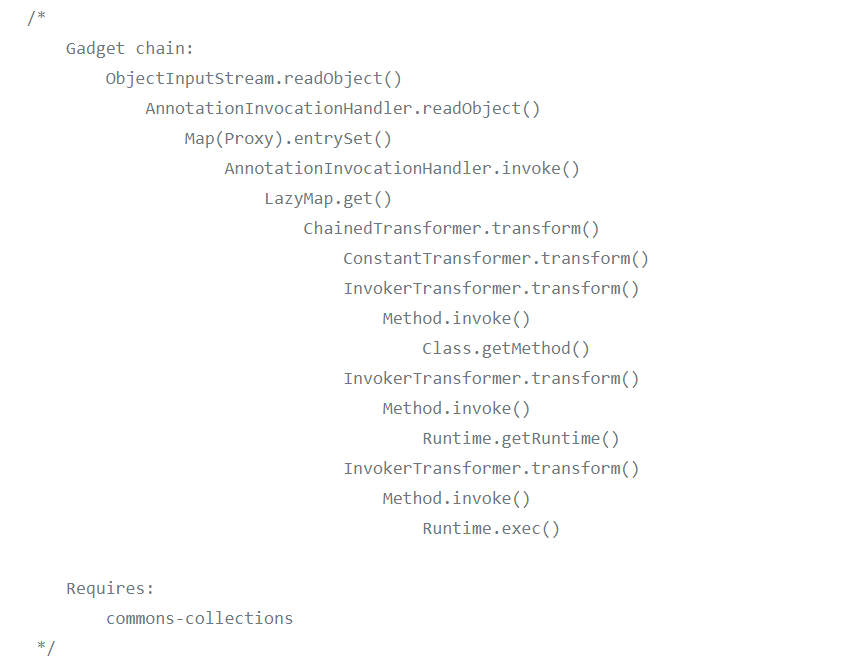 /*
Gadget chain:
ObjectInputStream.readObject()
AnnotationInvocationHandler.readObject()
Map(Proxy).entrySet()
AnnotationInvocationHandler.invoke()
LazyMap.get()
ChainedTransformer.transform()
ConstantTransformer.transform()
InvokerTransformer.transform()
Method.invoke()
Class.getMethod()
InvokerTransformer.transform()
Method.invoke()
Runtime.getRuntime()
InvokerTransformer.transform()
Method.invoke()
Runtime.exec()
Requires:
commons-collections
*/